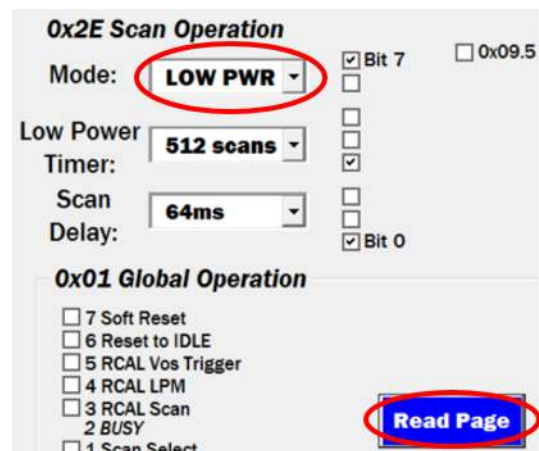 0x2E Scan Operation
Mode: LOW PWR Bit 7 0x09.5
Low Power Timer: 512 scans
Scan Delay: 64ms
Bit 0
0x01 Global Operation
7 Soft Reset
6 Reset to IDLE
5 RCAL Vos Trigger
4 RCAL LPM
3 RCAL Scan
2 BUSY
1 Scan Select
Read Page